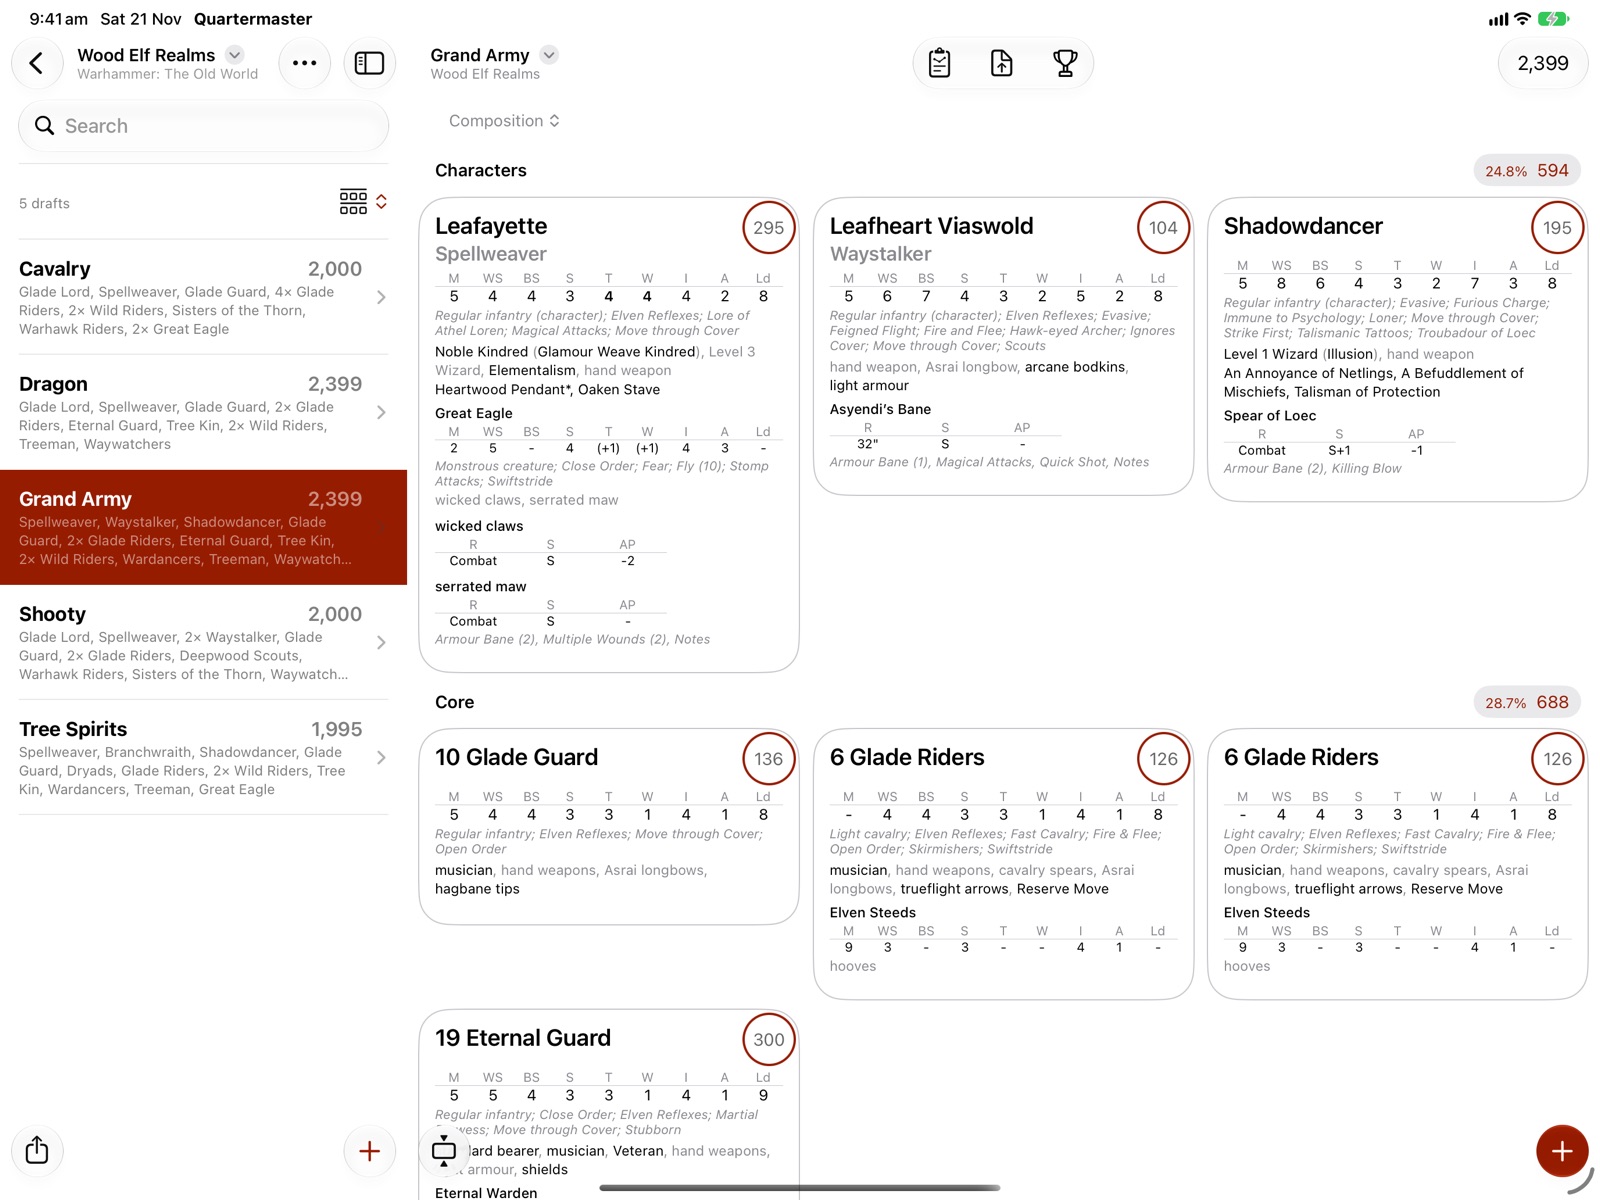 9:41am Sat 21 Nov Quartermaster
Wood Elf Realms
Warhammer: The Old World
Search
5 drafts
Cavalry 2,000
Glade Lord, Spellweaver, Glade Guard, 4× Glade
Riders, 2× Wild Riders, Sisters of the Thorn,
Warhawk Riders, 2× Great Eagle
Dragon 2,399
Glade Lord, Spellweaver, Glade Guard, 2× Glade
Riders, Eternal Guard, Tree Kin, 2× Wild Riders,
Treeman, Waywatchers
Grand Army 2,399
Spellweaver, Waystalker, Shadowdancer, Glade
Guard, 2× Glade Riders, Eternal Guard, Tree Kin,
2× Wild Riders, Wardancers, Treeman, Waywatch...
Shooty 2,000
Glade Lord, Spellweaver, 2× Waystalker, Glade
Guard, 2× Glade Riders, Deepwood Scouts,
Warhawk Riders, Sisters of the Thorn, Waywatch...
Tree Spirits 1,995
Spellweaver, Branchwraith, Shadowdancer, Glade
Guard, Dryads, Glade Riders, 2× Wild Riders, Tree
Kin, Wardancers, Treeman, Great Eagle
Grand Army
Wood Elf Realms
2,399
Composition
Characters 24.8% 594
Leafayette 295
Spellweaver
M WS BS S T W I A Ld
5 4 4 3 4 4 4 2 8
Regular infantry (character); Elven Reflexes; Lore of
Athel Loren; Magical Attacks; Move through Cover
Noble Kindred (Glamour Weave Kindred), Level 3
Wizard, Elementalism, hand weapon
Heartwood Pendant*, Oaken Stave
Great Eagle
M WS BS S T W I A Ld
2 5 - 4 (+1) (+1) 4 3 -
Monstrous creature; Close Order; Fear; Fly (10); Stomp
Attacks; Swiftstride
wicked claws, serrated maw
wicked claws
R S AP
Combat S -2
serrated maw
R S AP
Combat S -
Armour Bane (2), Multiple Wounds (2), Notes
Leafheart Viaswold 104
Waystalker
M WS BS S T W I A Ld
5 6 7 4 3 2 5 2 8
Regular infantry (character); Elven Reflexes; Evasive;
Feigned Flight; Fire and Flee; Hawk-eyed Archer; Ignores
Cover; Move through Cover; Scouts
hand weapon, Asrai longbow, arcane bodkins,
light armour
Asyendi's Bane
R S AP
32" S -
Armour Bane (1), Magical Attacks, Quick Shot, Notes
Shadowdancer 195
M WS BS S T W I A Ld
5 8 6 4 3 2 7 3 8
Regular infantry (character); Evasive; Furious Charge;
Immune to Psychology; Loner; Move through Cover;
Strike First; Talismanic Tattoos; Troubadour of Loec
Level 1 Wizard (Illusion), hand weapon
An Annoyance of Netlings, A Befuddlement of
Mischiefs, Talisman of Protection
Spear of Loec
R S AP
Combat S+1 -1
Armour Bane (2), Killing Blow
Core 28.7% 688
10 Glade Guard 136
M WS BS S T W I A Ld
5 4 4 3 3 1 4 1 8
Regular infantry; Elven Reflexes; Move through Cover;
Open Order
musician, hand weapons, Asrai longbows,
hagbane tips
6 Glade Riders 126
M WS BS S T W I A Ld
- 4 4 3 3 1 4 1 8
Light cavalry; Elven Reflexes; Fast Cavalry; Fire & Flee;
Open Order; Skirmishers; Swiftstride
musician, hand weapons, cavalry spears, Asrai
longbows, trueflight arrows, Reserve Move
Elven Steeds
M WS BS S T W I A Ld
9 3 - 3 - - 4 1 -
hooves
6 Glade Riders 126
M WS BS S T W I A Ld
- 4 4 3 3 1 4 1 8
Light cavalry; Elven Reflexes; Fast Cavalry; Fire & Flee;
Open Order; Skirmishers; Swiftstride
musician, hand weapons, cavalry spears, Asrai
longbows, trueflight arrows, Reserve Move
Elven Steeds
M WS BS S T W I A Ld
9 3 - 3 - - 4 1 -
hooves
19 Eternal Guard 300
M WS BS S T W I A Ld
5 5 4 3 3 1 4 1 9
Regular infantry; Close Order; Elven Reflexes; Martial
Move through Cover; Stubborn
bearer, musician, Veteran, hand weapons,
armour, shields
Eternal Warden